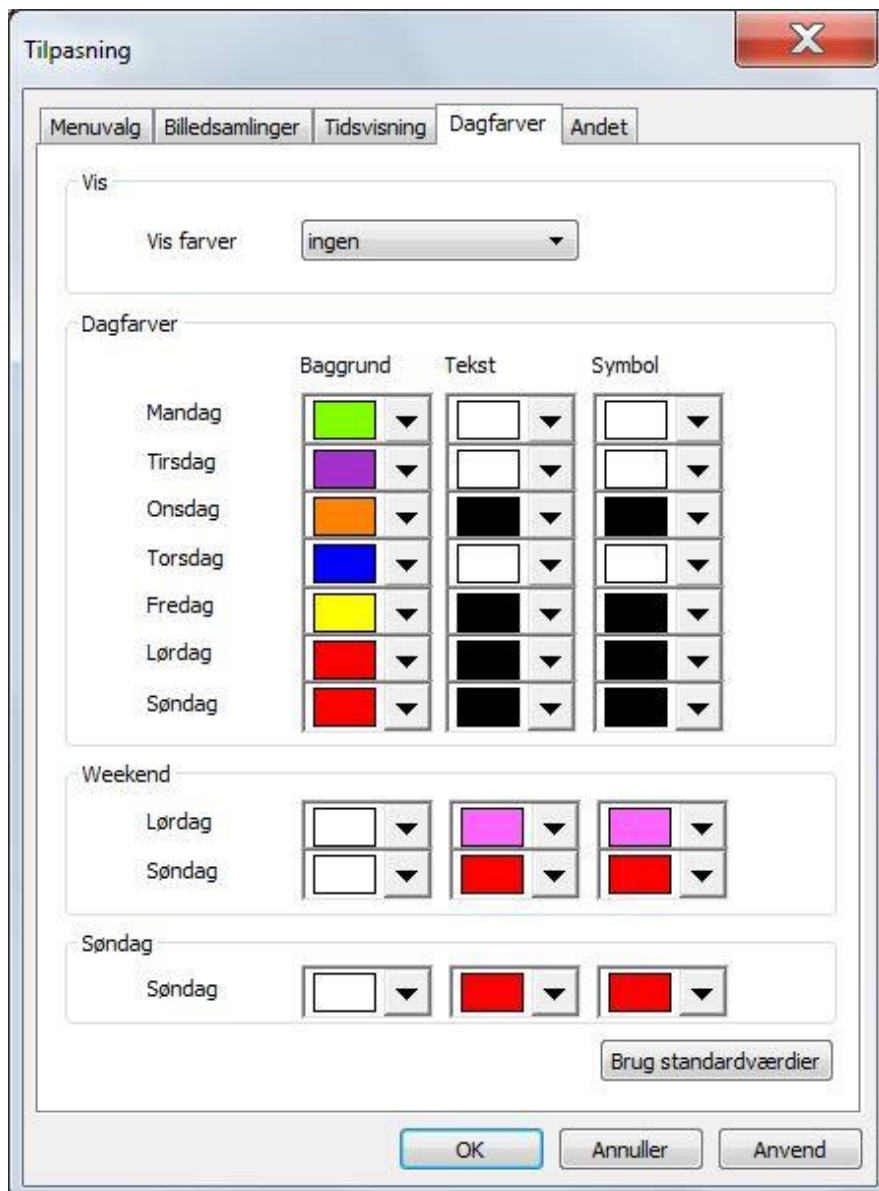 Tilpasning
Menuvalg Billedsamlinger Tidsvisning Dagfarver Andet
Vis
Vis farver ingen
Dagfarver
Baggrund Tekst Symbol
Mandag
Tirsdag
Onsdag
Torsdag
Fredag
Lørdag
Søndag
Weekend
Lørdag
Søndag
Søndag
Søndag
Brug standardværdier
OK Annuller Anvend